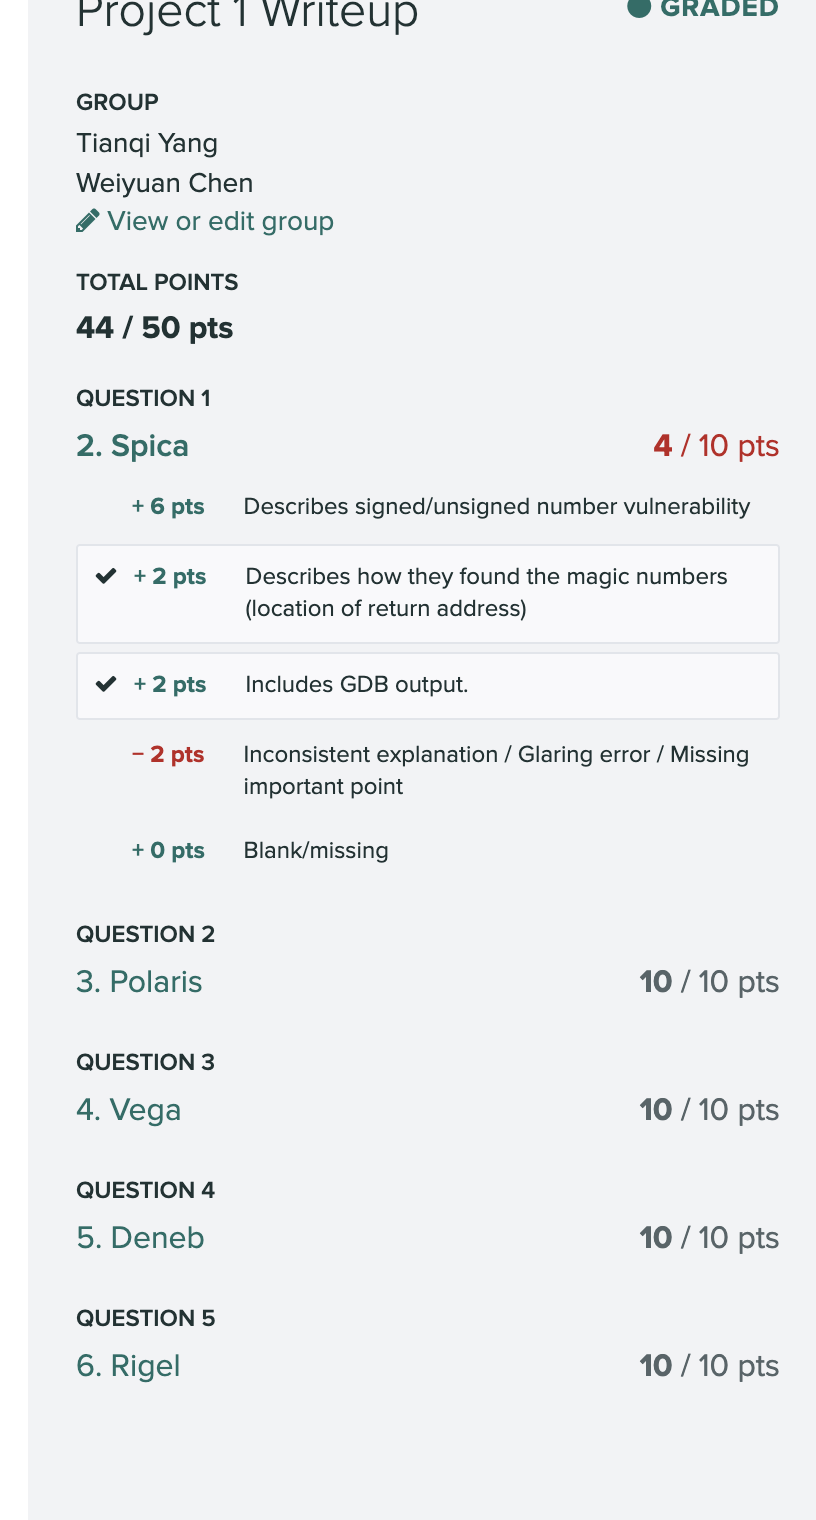 Project 1 Writeup
GRADED
GROUP
Tianqi Yang
Weiyuan Chen
View or edit group
TOTAL POINTS
44 / 50 pts
QUESTION 1
2. Spica 4 / 10 pts
+ 6 pts Describes signed/unsigned number vulnerability
+ 2 pts Describes how they found the magic numbers
(location of return address)
+ 2 pts Includes GDB output.
− 2 pts Inconsistent explanation / Glaring error / Missing
important point
+ 0 pts Blank/missing
QUESTION 2
3. Polaris 10 / 10 pts
QUESTION 3
4. Vega 10 / 10 pts
QUESTION 4
5. Deneb 10 / 10 pts
QUESTION 5
6. Rigel 10 / 10 pts